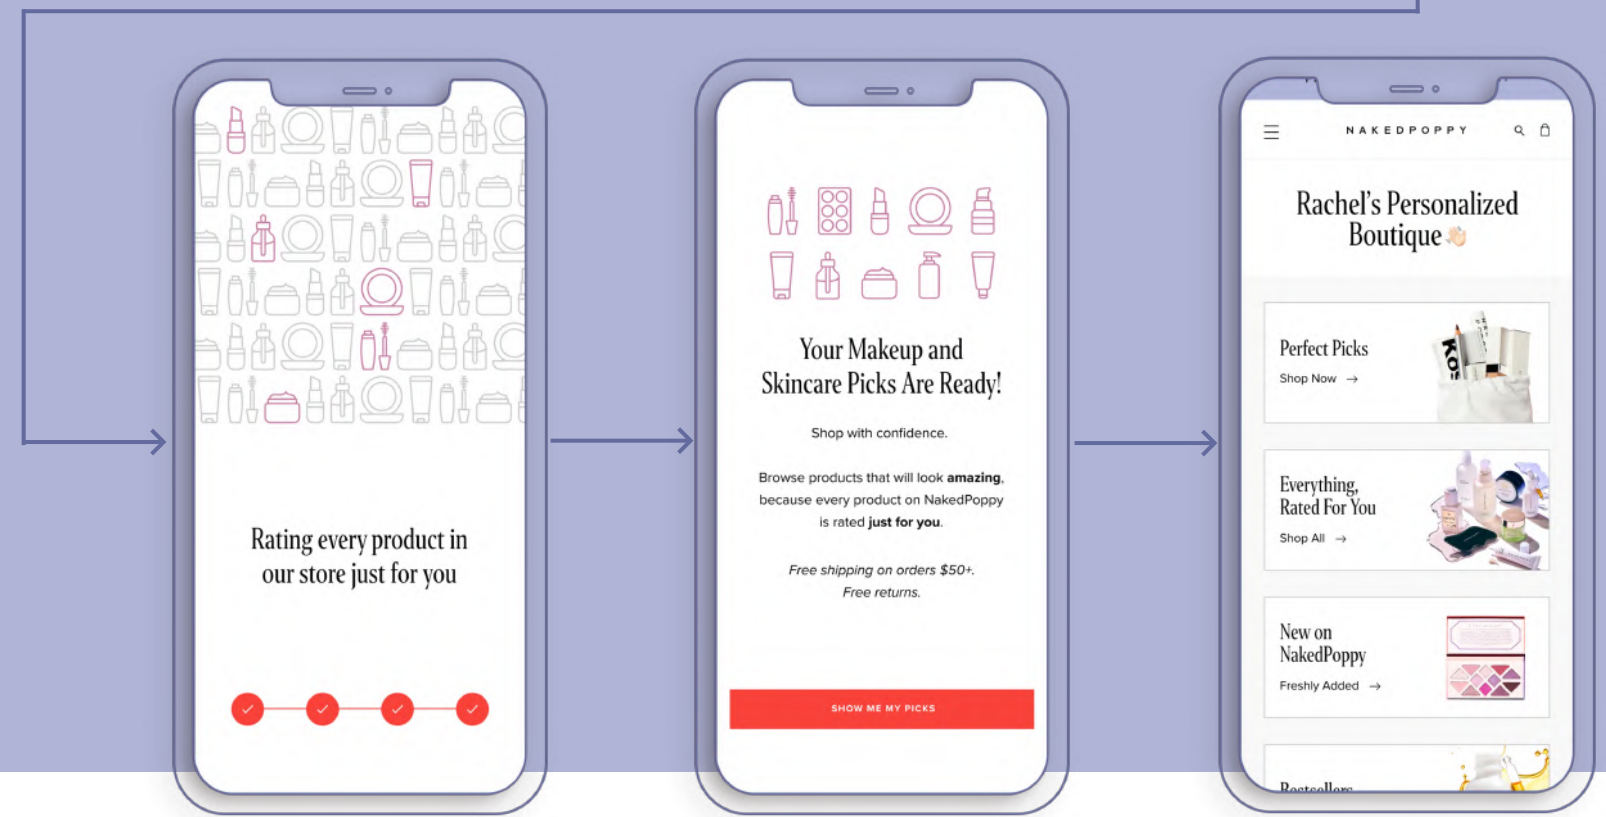 Rating every product in
our store just for you
Your Makeup and
Skincare Picks Are Ready!
Shop with confidence.
Browse products that will look amazing,
because every product on NakedPoppy
is rated just for you.
Free shipping on orders $50+.
Free returns.
SHOW ME MY PICKS
NAKEDPOPPY
Rachel's Personalized
Boutique
Perfect Picks
Shop Now →
KOS
Everything,
Rated For You
Shop All →
New on
NakedPoppy
Freshly Added →
Bestsellers